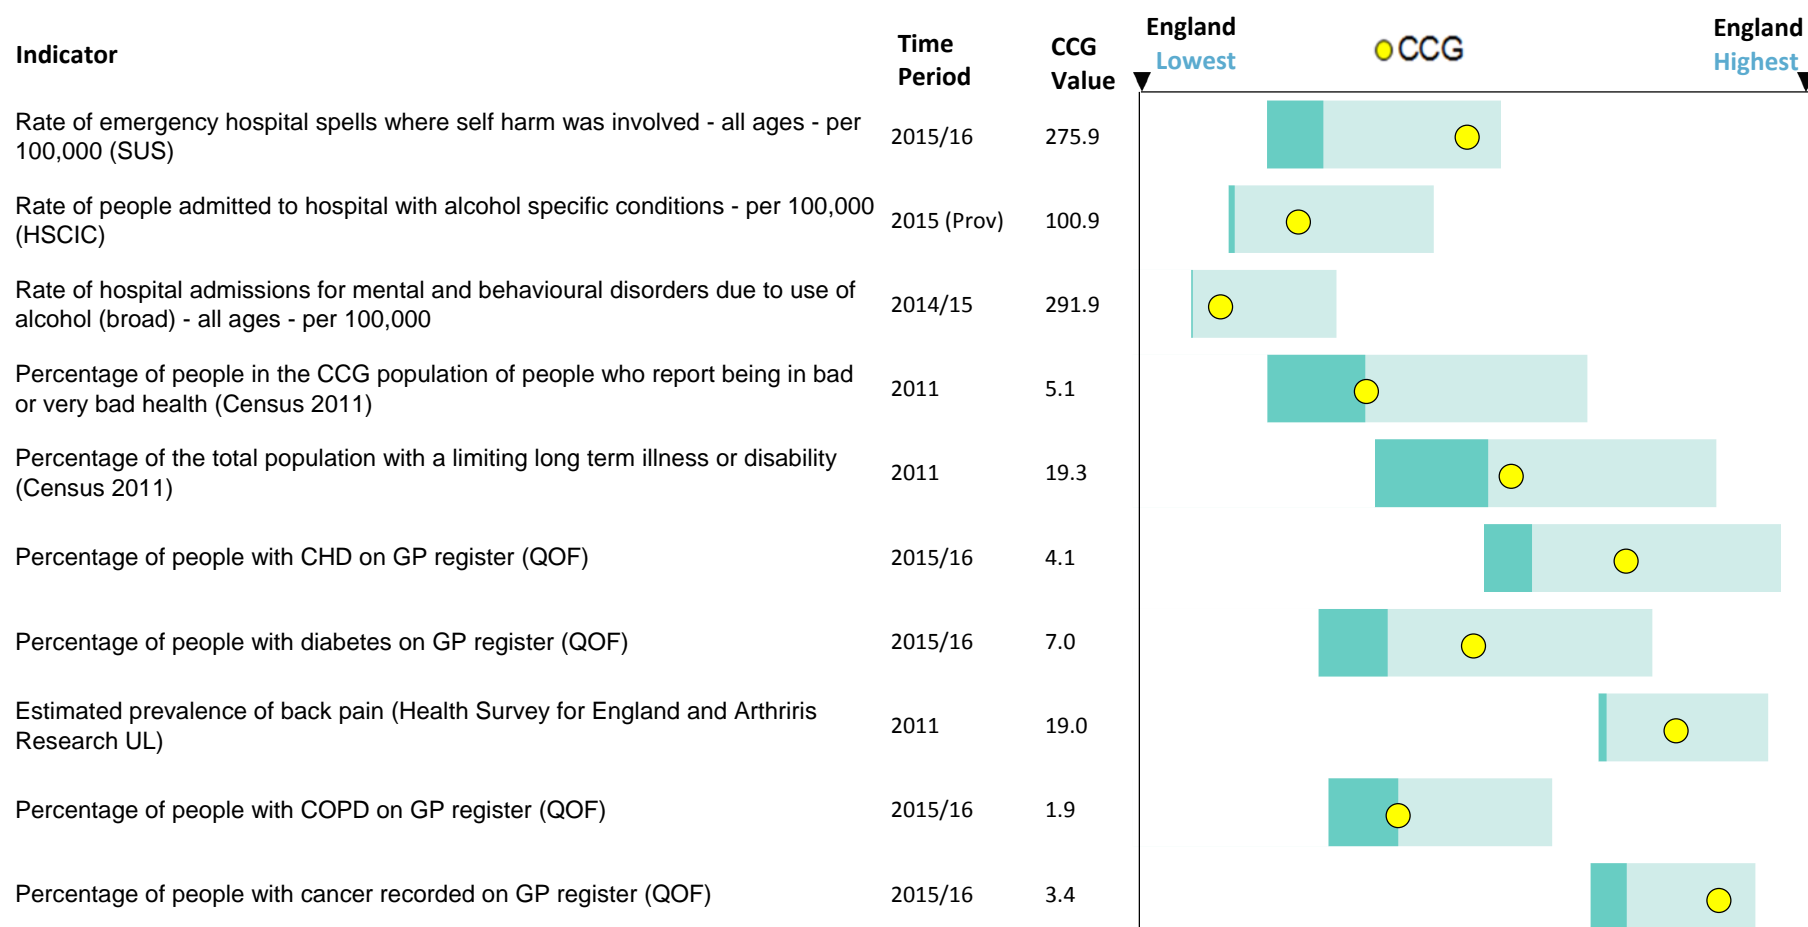 Indicator
Time
Period
CCG
Value
England
Lowest
CCG
England
Highest
Rate of emergency hospital spells where self harm was involved - all ages - per
100,000 (SUS)
2015/16
275.9
Rate of people admitted to hospital with alcohol specific conditions - per 100,000
(HSCIC)
2015 (Prov)
100.9
Rate of hospital admissions for mental and behavioural disorders due to use of
alcohol (broad) - all ages - per 100,000
2014/15
291.9
Percentage of people in the CCG population of people who report being in bad
or very bad health (Census 2011)
2011
5.1
Percentage of the total population with a limiting long term illness or disability
(Census 2011)
2011
19.3
Percentage of people with CHD on GP register (QOF)
2015/16
4.1
Percentage of people with diabetes on GP register (QOF)
2015/16
7.0
Estimated prevalence of back pain (Health Survey for England and Arthriris
Research UL)
2011
19.0
Percentage of people with COPD on GP register (QOF)
2015/16
1.9
Percentage of people with cancer recorded on GP register (QOF)
2015/16
3.4